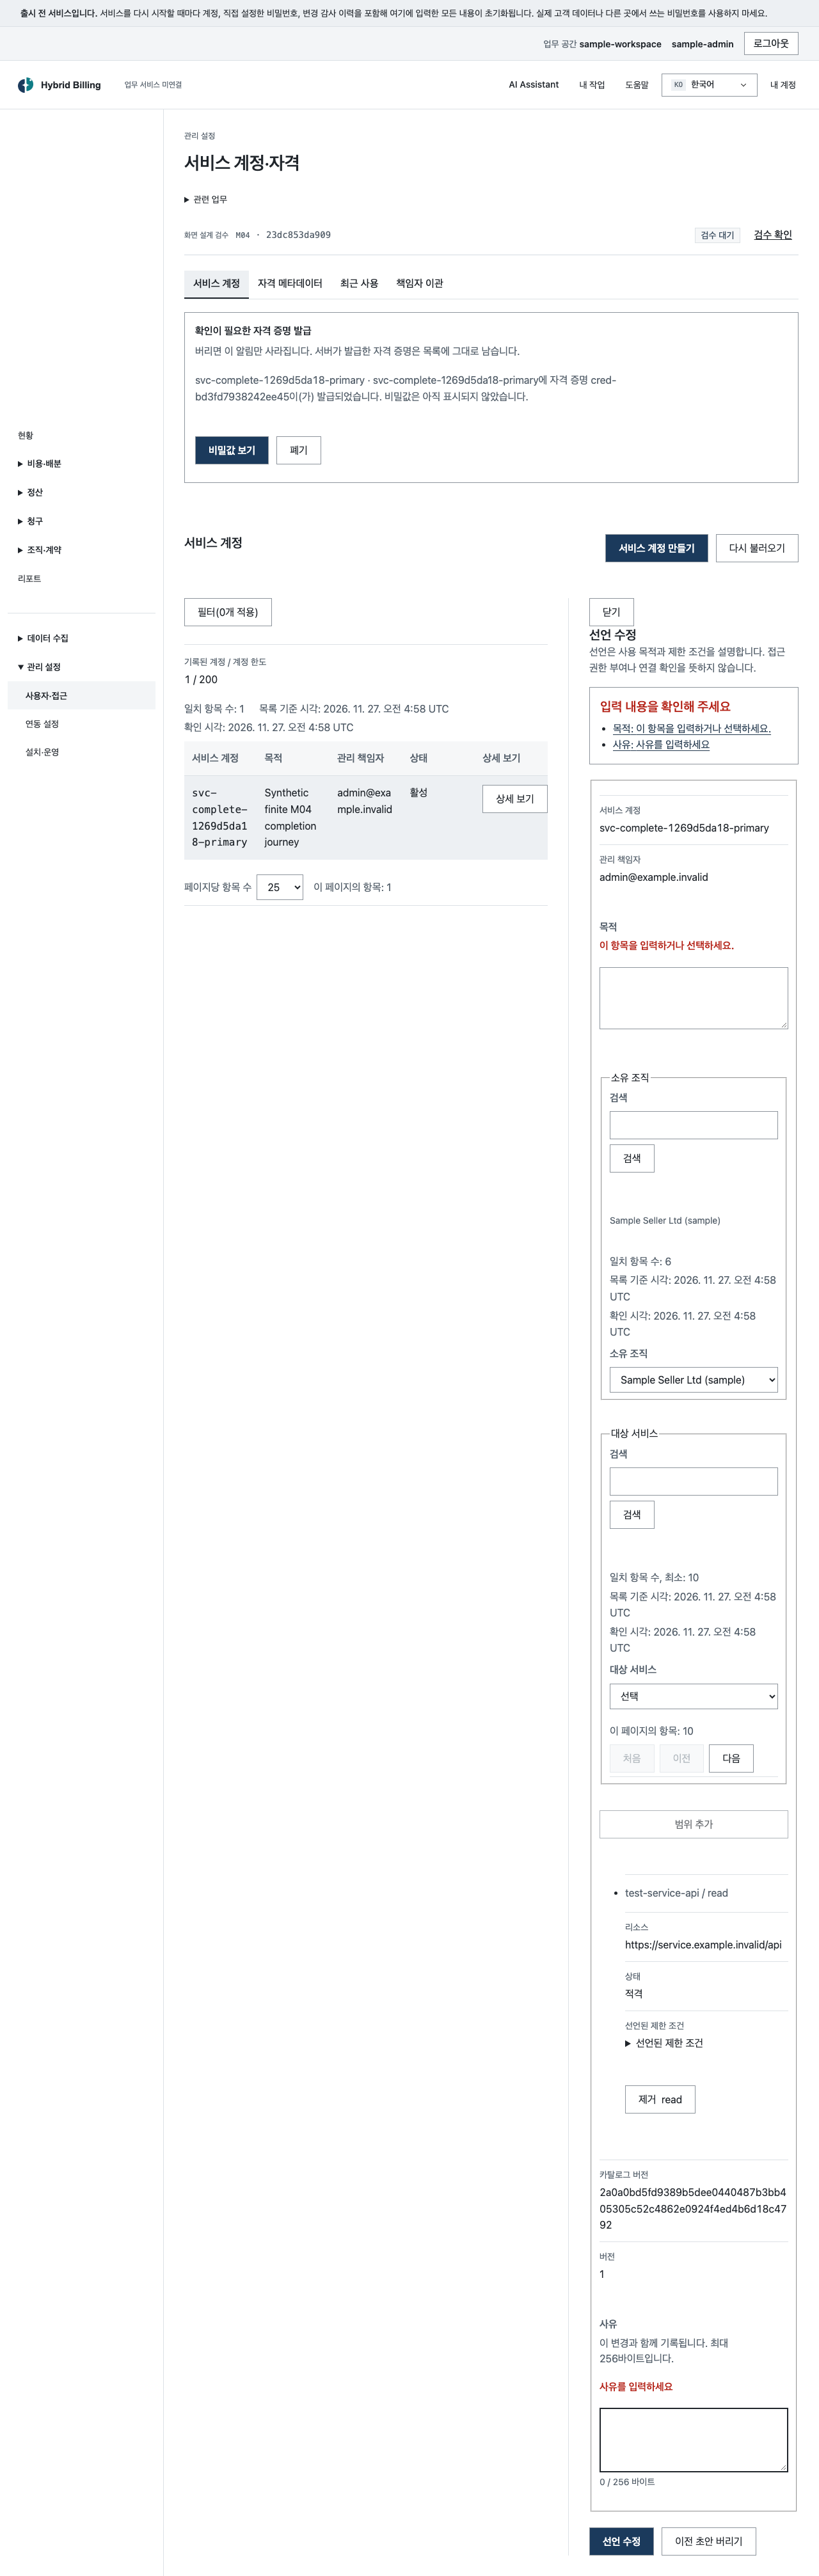 출시 전 서비스입니다. 서비스를 다시 시작할 때마다 계정, 직접 설정한 비밀번호, 변경 감사 이력을 포함해 여기에 입력한 모든 내용이 초기화됩니다. 실제 고객 데이터나 다른 곳에서 쓰는 비밀번호를 사용하지 마세요.
업무 공간 sample-workspace sample-admin 로그아웃
Hybrid Billing 업무 서비스 미연결 AI Assistant 내 작업 도움말 KO 한국어 내 계정
현황
비용·배분
정산
청구
조직·계약
리포트
데이터 수집
관리 설정
사용자·접근
연동 설정
설치·운영
관리 설정
서비스 계정·자격
관련 업무
화면 설계 검수 M04 · 23dc853da909 검수 대기 검수 확인
서비스 계정 자격 메타데이터 최근 사용 책임자 이관
확인이 필요한 자격 증명 발급
버리면 이 알림만 사라집니다. 서버가 발급한 자격 증명은 목록에 그대로 남습니다.
svc-complete-1269d5da18-primary · svc-complete-1269d5da18-primary에 자격 증명 cred-
bd3fd7938242ee45이(가) 발급되었습니다. 비밀값은 아직 표시되지 않았습니다.
비밀값 보기 폐기
서비스 계정 서비스 계정 만들기 다시 불러오기
필터(0개 적용)
기록된 계정 / 계정 한도
1 / 200
일치 항목 수: 1 목록 기준 시각: 2026. 11. 27. 오전 4:58 UTC
확인 시각: 2026. 11. 27. 오전 4:58 UTC
서비스 계정 목적 관리 책임자 상태 상세 보기
svc- Synthetic admin@exa 활성 상세 보기
complete- finite M04 mple.invalid
1269d5da1 completion
8-primary journey
페이지당 항목 수 25 이 페이지의 항목: 1
닫기
선언 수정
선언은 사용 목적과 제한 조건을 설명합니다. 접근
권한 부여나 연결 확인을 뜻하지 않습니다.
입력 내용을 확인해 주세요
목적: 이 항목을 입력하거나 선택하세요.
사유: 사유를 입력하세요
서비스 계정
svc-complete-1269d5da18-primary
관리 책임자
admin@example.invalid
목적
이 항목을 입력하거나 선택하세요.
소유 조직
검색
검색
Sample Seller Ltd (sample)
일치 항목 수: 6
목록 기준 시각: 2026. 11. 27. 오전 4:58
UTC
확인 시각: 2026. 11. 27. 오전 4:58
UTC
소유 조직
Sample Seller Ltd (sample)
대상 서비스
검색
검색
일치 항목 수, 최소: 10
목록 기준 시각: 2026. 11. 27. 오전 4:58
UTC
확인 시각: 2026. 11. 27. 오전 4:58
UTC
대상 서비스
선택
이 페이지의 항목: 10
처음 이전 다음
범위 추가
test-service-api / read
리소스
https://service.example.invalid/api
상태
적격
선언된 제한 조건
선언된 제한 조건
제거 read
카탈로그 버전
2a0a0bd5fd9389b5dee0440487b3bb4
05305c52c4862e0924f4ed4b6d18c47
92
버전
1
사유
이 변경과 함께 기록됩니다. 최대
256바이트입니다.
사유를 입력하세요
0 / 256 바이트
선언 수정 이전 초안 버리기